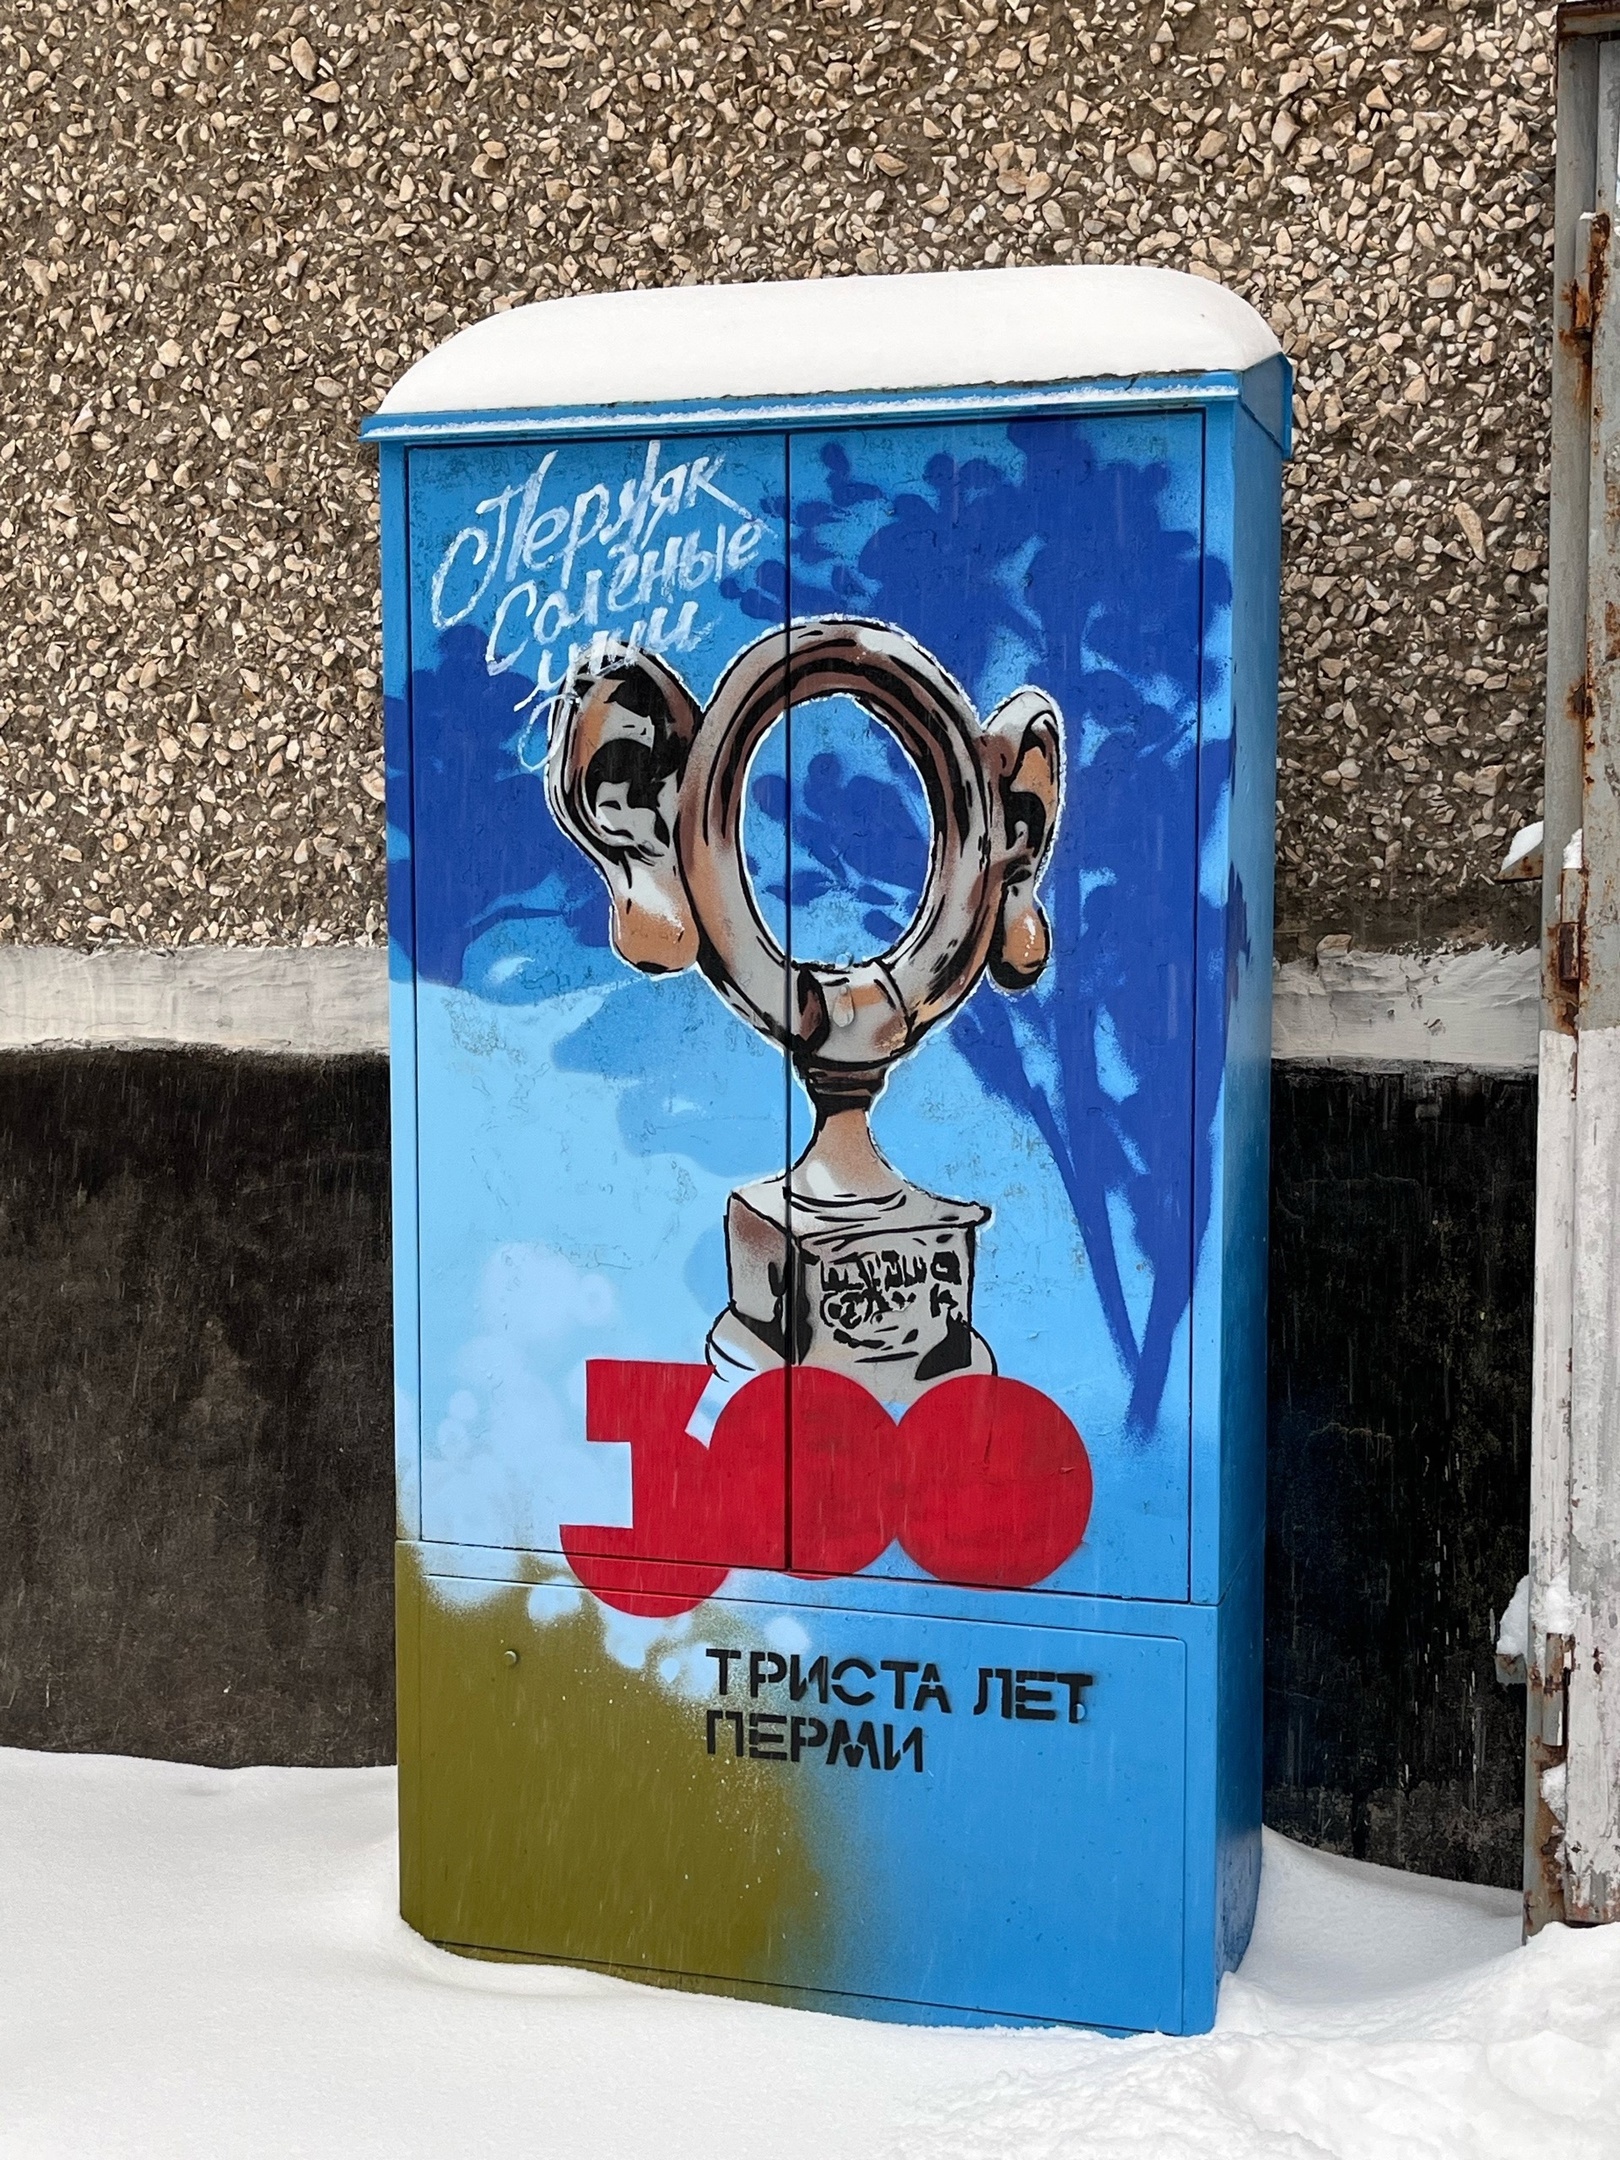 Пермяк
Солёные
уши
300
ТРИСТА ЛЕТ
ПЕРМИ